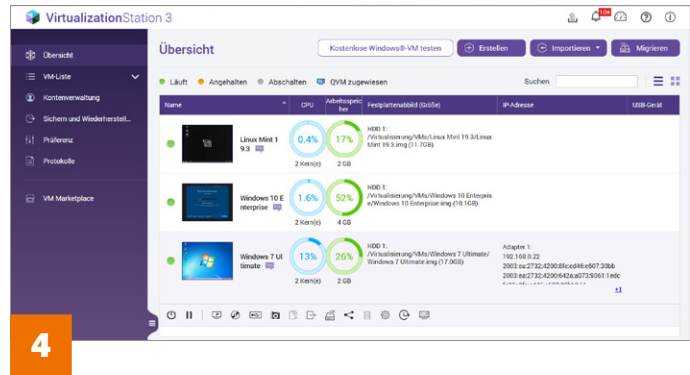 VirtualizationStation 3
10+
Übersicht
VM-Liste
Kontenverwaltung
Sichern und Wiederherstell...
Präferenz
Protokolle
VM Marketplace
Übersicht
Kostenlose Windows®-VM testen
Erstellen
Importieren
Migrieren
Läuft
Angehalten
Abschalten
QVM zugewiesen
Suchen
Name
CPU
Arbeitsspeic
her
Festplattenabbild (Größe)
IP-Adresse
USB-Gerät
Linux Mint 1
9.3
0.4%
2 Kern(e)
17%
2 GB
HDD 1:
/Virtualisierung/VMs/Linux Mint 19.3/Linux
Mint 19.3.img (11.7GB)
Windows 10 E
nterprise
1.6%
2 Kern(e)
52%
4 GB
HDD 1:
/Virtualisierung/VMs/Windows 10 Enterpris
e/Windows 10 Enterprise.img (10.1GB)
Windows 7 Ul
timate
13%
2 Kern(e)
26%
2 GB
HDD 1:
/Virtualisierung/VMs/Windows 7 Ultimate/
Windows 7 Ultimate.img (17.0GB)
Adapter 1:
192.168.0.22
2003:ea:2732:4200:8fc:ed46:e507:30bb
2003:ea:2732:4200:642a:a073:9061:1edc
+1
4